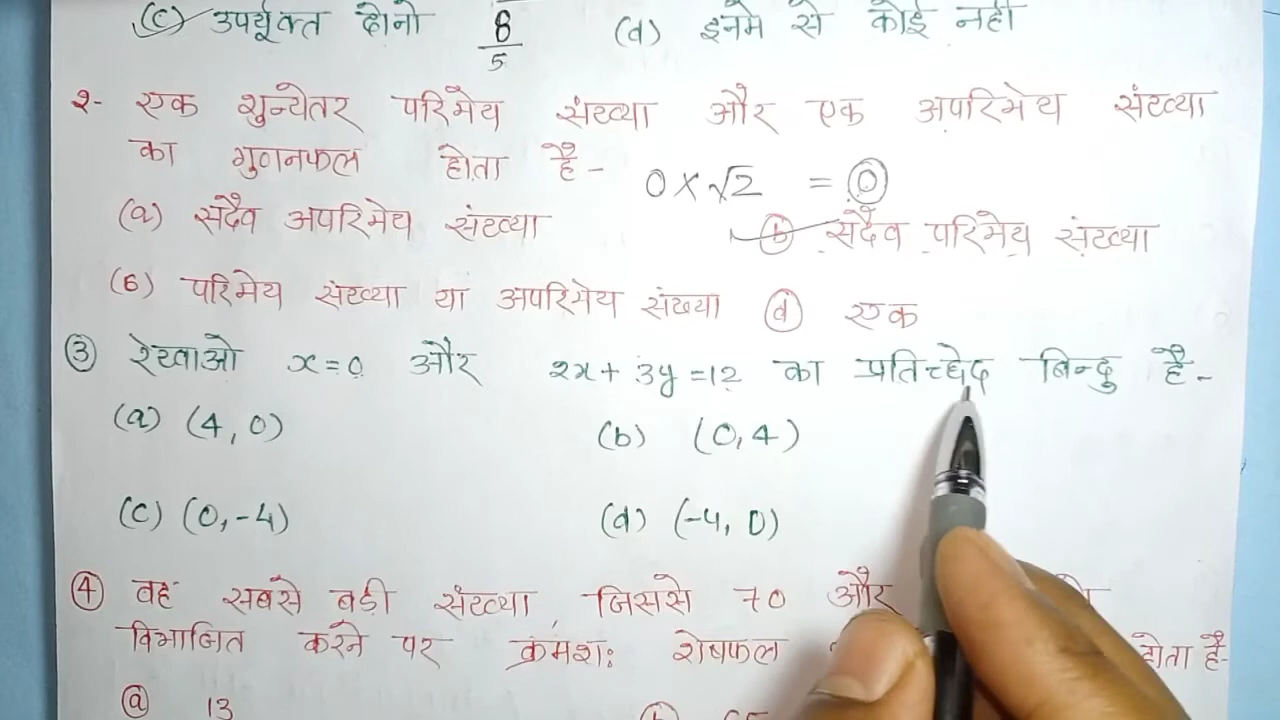 (c) उपर्युक्त दोनो 8/5 (d) इनमे से कोई नही
२- एक शुन्येतर परिमेय संख्या और एक अपरिमेय संख्या
का गुणनफल होता है-
0 × √2 = 0
(a) सदैव अपरिमेय संख्या (b) सदैव परिमेय संख्या
(6) परिमेय संख्या या अपरिमेय संख्या (d) एक
(3) रेखाओ x=0 और 2x+3y=12 का प्रतिच्छेद बिन्दु है-
(a) (4,0) (b) (0,4)
(c) (0,-4) (d) (-4,0)
(4) वह सबसे बड़ी संख्या, जिससे 70 और
विभाजित करने पर क्रमशः शेषफल होता है-
(a) 13